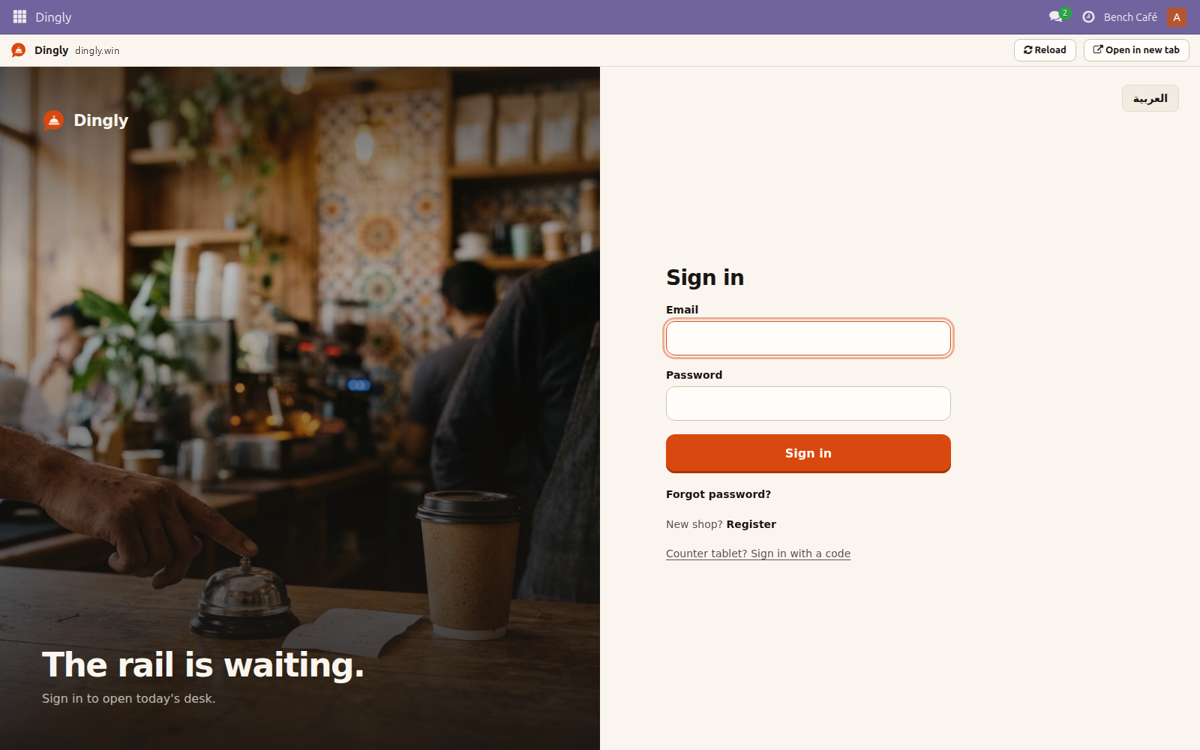 Dingly
2
Bench Café
A
Dingly dingly.win
Reload
Open in new tab
Dingly
العربية
Sign in
Email
Password
Sign in
Forgot password?
New shop? Register
Counter tablet? Sign in with a code
The rail is waiting.
Sign in to open today's desk.